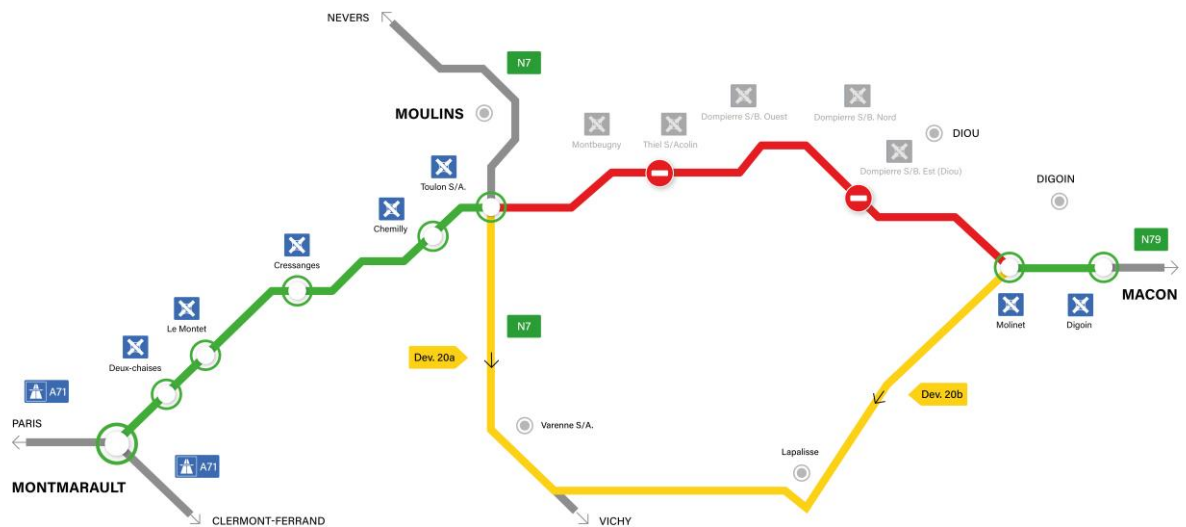 NEVERS
N7
MOULINS
Dompierre S/B. Ouest
Dompierre S/B. Nord
Montbeugny
Thiel S/Acolin
DIOU
Dompierre S/B. Est (Diou)
Toulon S/A.
DIGOIN
Chemilly
N79
Cressanges
MACON
Le Montet
Molinet
Digoin
N7
Dev. 20a
Deux-chaises
A71
Dev. 20b
PARIS
Varenne S/A.
Lapalisse
A71
MONTMARAULT
CLERMONT-FERRAND
VICHY